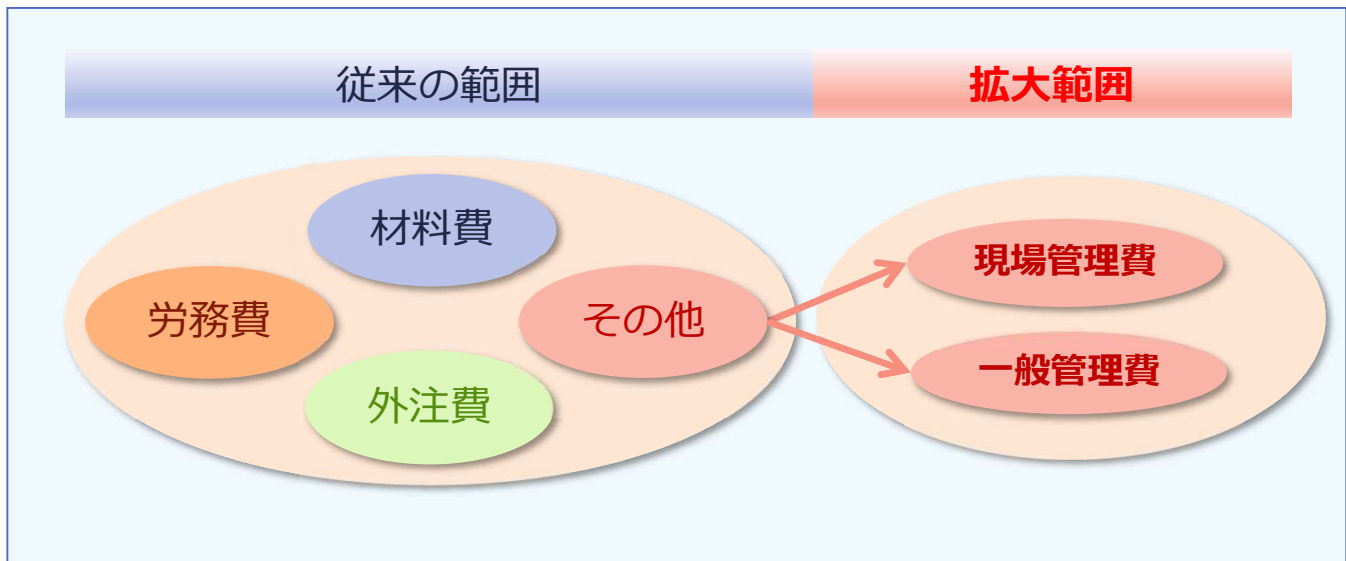 従来の範囲
拡大範囲
材料費
労務費
その他
外注費
現場管理費
一般管理費